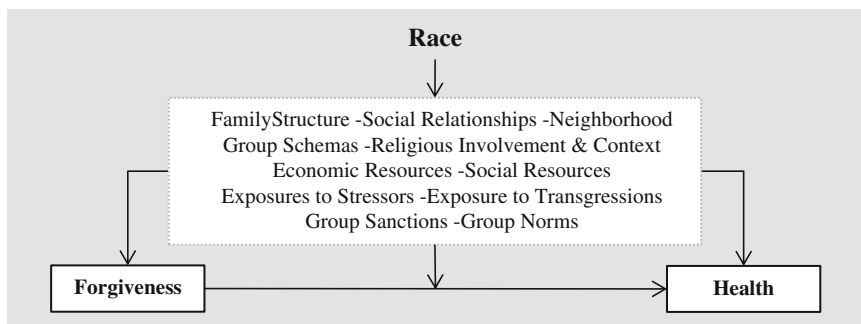 Race
FamilyStructure -Social Relationships -Neighborhood
Group Schemas -Religious Involvement & Context
Economic Resources -Social Resources
Exposures to Stressors -Exposure to Transgressions
Group Sanctions -Group Norms
Forgiveness
Health